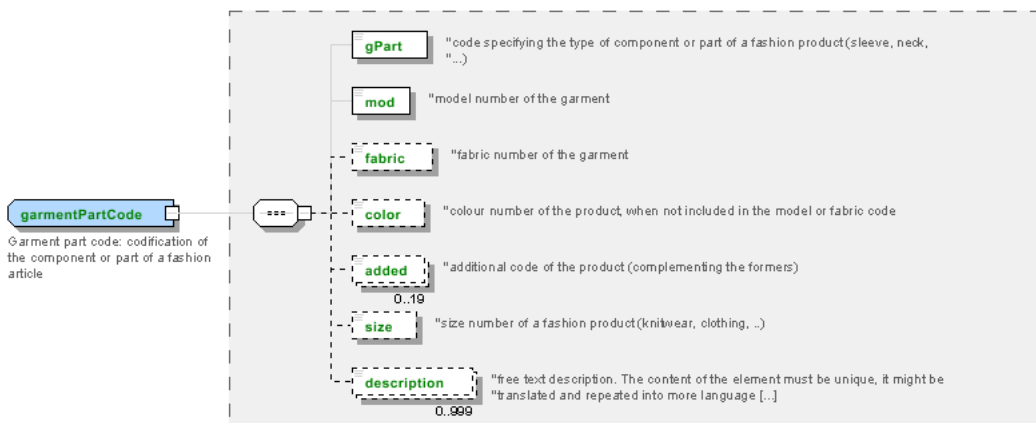 gPart
"code specifying the type of component or part of a fashion product (sleeve, neck,
"...)
mod
"model number of the garment
fabric
"fabric number of the garment
garmentPartCode
Garment part code: codification of
the component or part of a fashion
article
color
"colour number of the product, when not included in the model or fabric code
added
"additional code of the product (complementing the formers)
0..19
size
"size number of a fashion product (knitwear, clothing, ..)
description
"free text description. The content of the element must be unique, it might be
"translated and repeated into more language [...]
0..999